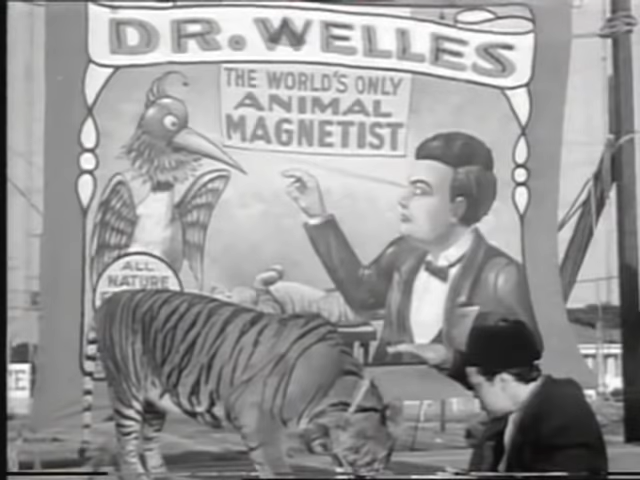 DR. WELLES
THE WORLD'S ONLY
ANIMAL
MAGNETIST
ALL
NATURE